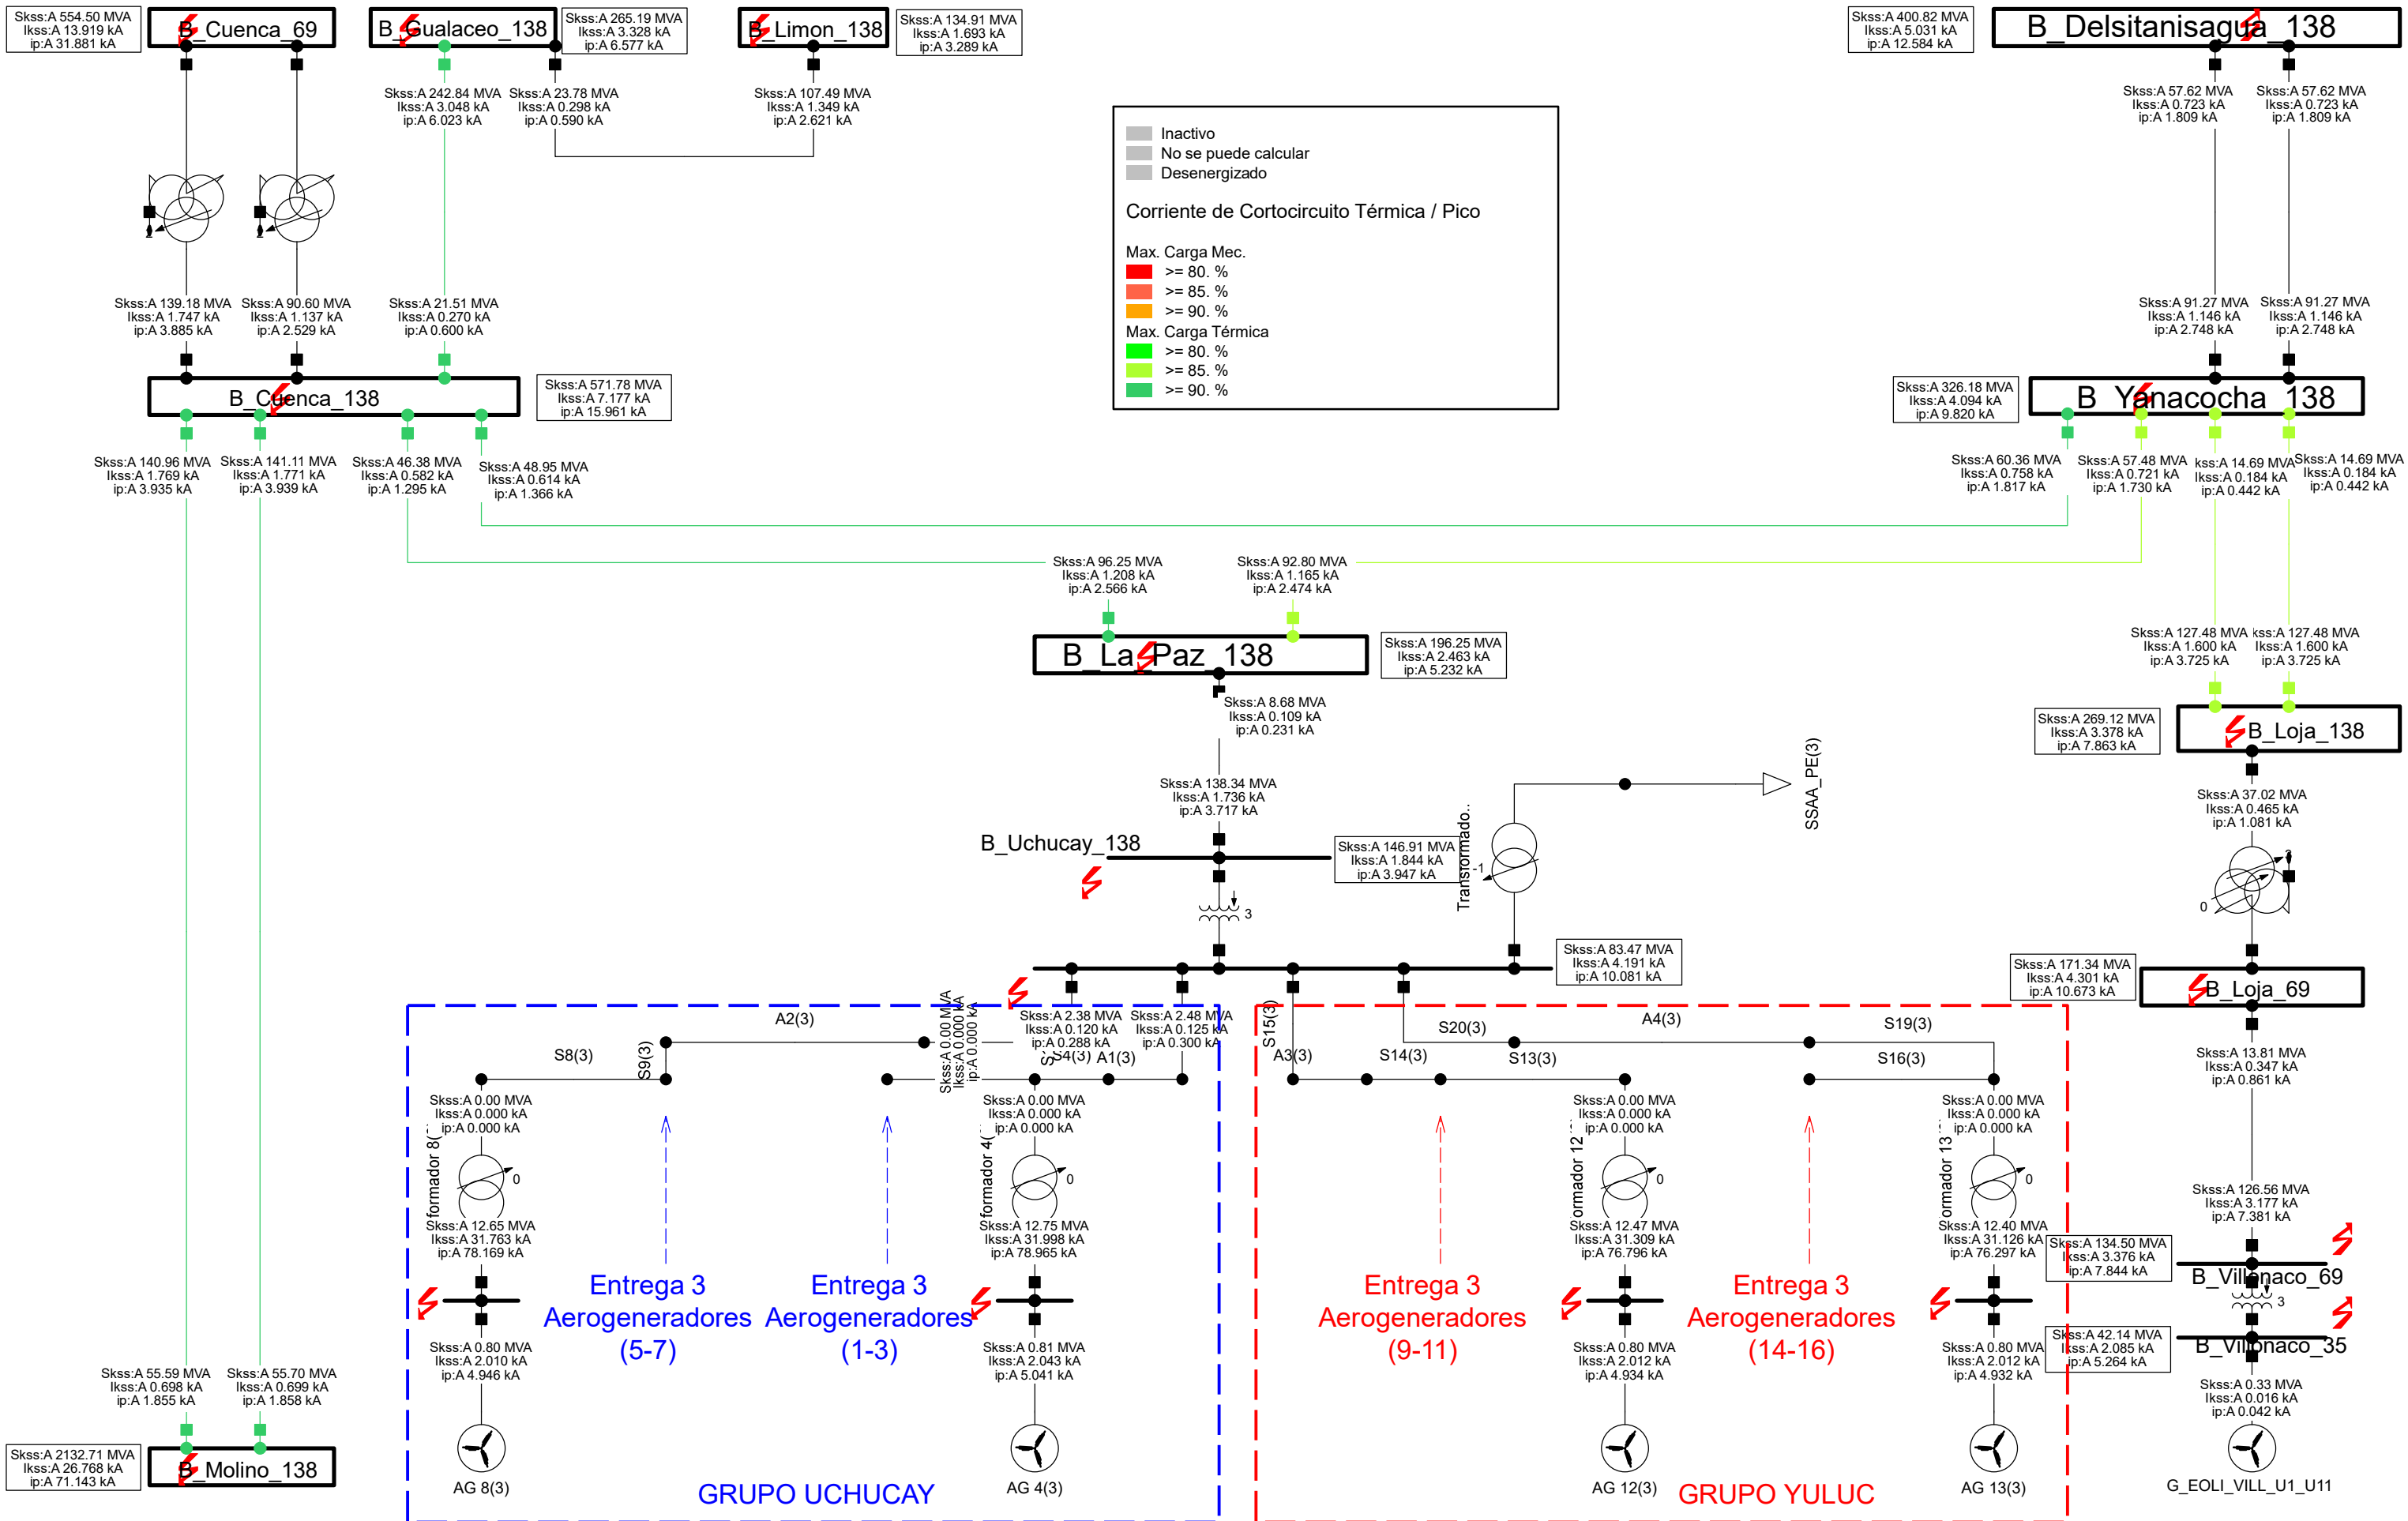 Skss:A 554.50 MVA
Ikss:A 13.919 kA
ip:A 31.881 kA
B_Cuenca_69
B_Gualaceo_138
Skss:A 265.19 MVA
Ikss:A 3.328 kA
ip:A 6.577 kA
B_Limon_138
Skss:A 134.91 MVA
Ikss:A 1.693 kA
ip:A 3.289 kA
Skss:A 400.82 MVA
Ikss:A 5.031 kA
ip:A 12.584 kA
B_Delsitanisagua_138
Skss:A 242.84 MVA
Ikss:A 3.048 kA
ip:A 6.023 kA
Skss:A 23.78 MVA
Ikss:A 0.298 kA
ip:A 0.590 kA
Skss:A 107.49 MVA
Ikss:A 1.349 kA
ip:A 2.621 kA
Skss:A 57.62 MVA
Ikss:A 0.723 kA
ip:A 1.809 kA
Skss:A 57.62 MVA
Ikss:A 0.723 kA
ip:A 1.809 kA
Inactivo
No se puede calcular
Desenergizado
Corriente de Cortocircuito Térmica / Pico
Max. Carga Mec.
>= 80. %
>= 85. %
>= 90. %
Max. Carga Térmica
>= 80. %
>= 85. %
>= 90. %
Skss:A 139.18 MVA
Ikss:A 1.747 kA
ip:A 3.885 kA
Skss:A 90.60 MVA
Ikss:A 1.137 kA
ip:A 2.529 kA
Skss:A 21.51 MVA
Ikss:A 0.270 kA
ip:A 0.600 kA
Skss:A 91.27 MVA
Ikss:A 1.146 kA
ip:A 2.748 kA
Skss:A 91.27 MVA
Ikss:A 1.146 kA
ip:A 2.748 kA
B_Cuenca_138
Skss:A 571.78 MVA
Ikss:A 7.177 kA
ip:A 15.961 kA
Skss:A 326.18 MVA
Ikss:A 4.094 kA
ip:A 9.820 kA
B_Yanacocha_138
Skss:A 140.96 MVA
Ikss:A 1.769 kA
ip:A 3.935 kA
Skss:A 141.11 MVA
Ikss:A 1.771 kA
ip:A 3.939 kA
Skss:A 46.38 MVA
Ikss:A 0.582 kA
ip:A 1.295 kA
Skss:A 48.95 MVA
Ikss:A 0.614 kA
ip:A 1.366 kA
Skss:A 60.36 MVA
Ikss:A 0.758 kA
ip:A 1.817 kA
Skss:A 57.48 MVA
Ikss:A 0.721 kA
ip:A 1.730 kA
kss:A 14.69 MVA
Ikss:A 0.184 kA
ip:A 0.442 kA
Skss:A 14.69 MVA
Ikss:A 0.184 kA
ip:A 0.442 kA
Skss:A 96.25 MVA
Ikss:A 1.208 kA
ip:A 2.566 kA
Skss:A 92.80 MVA
Ikss:A 1.165 kA
ip:A 2.474 kA
B_La_Paz_138
Skss:A 196.25 MVA
Ikss:A 2.463 kA
ip:A 5.232 kA
Skss:A 127.48 MVA
Ikss:A 1.600 kA
ip:A 3.725 kA
kss:A 127.48 MVA
Ikss:A 1.600 kA
ip:A 3.725 kA
Skss:A 8.68 MVA
Ikss:A 0.109 kA
ip:A 0.231 kA
Skss:A 269.12 MVA
Ikss:A 3.378 kA
ip:A 7.863 kA
B_Loja_138
Skss:A 138.34 MVA
Ikss:A 1.736 kA
ip:A 3.717 kA
SSAA_PE(3)
Skss:A 37.02 MVA
Ikss:A 0.465 kA
ip:A 1.081 kA
B_Uchucay_138
Skss:A 146.91 MVA
Ikss:A 1.844 kA
ip:A 3.947 kA
Transformado..
-1
3
3
0
Skss:A 83.47 MVA
Ikss:A 4.191 kA
ip:A 10.081 kA
Skss:A 171.34 MVA
Ikss:A 4.301 kA
ip:A 10.673 kA
B_Loja_69
A2(3)
S8(3)
S9(3)
Skss:A 0.00 MVA
Ikss:A 0.000 kA
ip:A 0.000 kA
Skss:A 2.38 MVA
Ikss:A 0.120 kA
ip:A 0.288 kA
Skss:A 2.48 MVA
Ikss:A 0.125 kA
ip:A 0.300 kA
S4(3)
A1(3)
S15(3)
A3(3)
S14(3)
S20(3)
S13(3)
A4(3)
S19(3)
S16(3)
Skss:A 13.81 MVA
Ikss:A 0.347 kA
ip:A 0.861 kA
Skss:A 0.00 MVA
Ikss:A 0.000 kA
ip:A 0.000 kA
Skss:A 0.00 MVA
Ikss:A 0.000 kA
ip:A 0.000 kA
Skss:A 0.00 MVA
Ikss:A 0.000 kA
ip:A 0.000 kA
Skss:A 0.00 MVA
Ikss:A 0.000 kA
ip:A 0.000 kA
formador 8(
0
formador 4(
0
ormador 12
0
ormador 13
0
Skss:A 12.65 MVA
Ikss:A 31.763 kA
ip:A 78.169 kA
Skss:A 12.75 MVA
Ikss:A 31.998 kA
ip:A 78.965 kA
Skss:A 12.47 MVA
Ikss:A 31.309 kA
ip:A 76.796 kA
Skss:A 12.40 MVA
Ikss:A 31.126 kA
ip:A 76.297 kA
Skss:A 126.56 MVA
Ikss:A 3.177 kA
ip:A 7.381 kA
Skss:A 134.50 MVA
Ikss:A 3.376 kA
ip:A 7.844 kA
B_Villonaco_69
3
Entrega 3
Aerogeneradores
(5-7)
Entrega 3
Aerogeneradores
(1-3)
Entrega 3
Aerogeneradores
(9-11)
Entrega 3
Aerogeneradores
(14-16)
Skss:A 42.14 MVA
Ikss:A 2.085 kA
ip:A 5.264 kA
B_Villonaco_35
Skss:A 0.80 MVA
Ikss:A 2.010 kA
ip:A 4.946 kA
Skss:A 0.81 MVA
Ikss:A 2.043 kA
ip:A 5.041 kA
Skss:A 0.80 MVA
Ikss:A 2.012 kA
ip:A 4.934 kA
Skss:A 0.80 MVA
Ikss:A 2.012 kA
ip:A 4.932 kA
Skss:A 55.59 MVA
Ikss:A 0.698 kA
ip:A 1.855 kA
Skss:A 55.70 MVA
Ikss:A 0.699 kA
ip:A 1.858 kA
Skss:A 0.33 MVA
Ikss:A 0.016 kA
ip:A 0.042 kA
Skss:A 2132.71 MVA
Ikss:A 26.768 kA
ip:A 71.143 kA
B_Molino_138
AG 8(3)
GRUPO UCHUCAY
AG 4(3)
AG 12(3)
GRUPO YULUC
AG 13(3)
G_EOLI_VILL_U1_U11